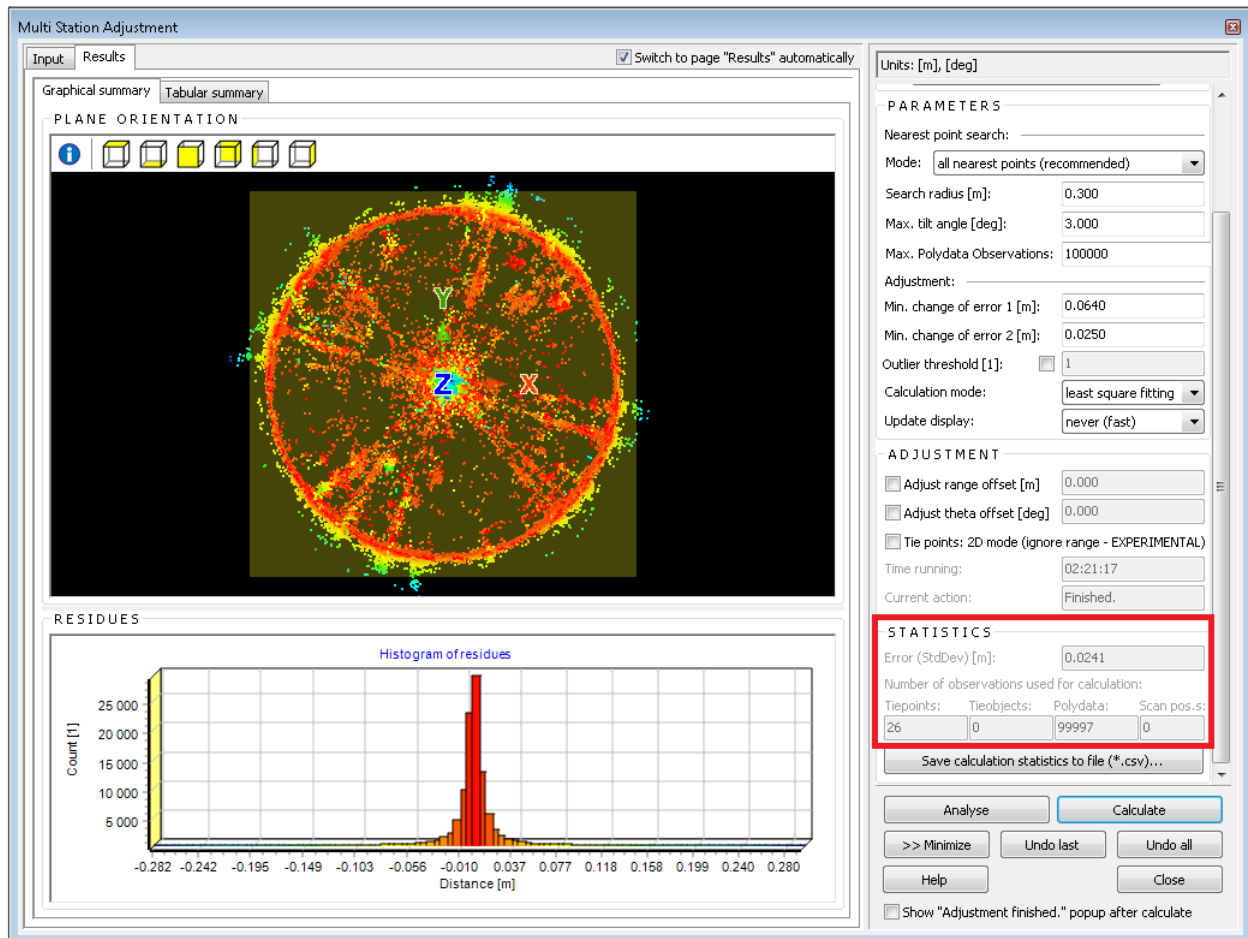 Multi Station Adjustment
Input Results
Switch to page "Results" automatically
Graphical summary Tabular summary
PLANE ORIENTATION
Y
Z X
RESIDUES
Histogram of residues
Count [1]
25 000
20 000
15 000
10 000
5 000
-0.282 -0.242 -0.195 -0.149 -0.103 -0.056 -0.010 0.037 0.077 0.118 0.158 0.199 0.240 0.280
Distance [m]
Units: [m], [deg]
PARAMETERS
Nearest point search:
Mode: all nearest points (recommended)
Search radius [m]: 0.300
Max. tilt angle [deg]: 3.000
Max. Polydata Observations: 100000
Adjustment:
Min. change of error 1 [m]: 0.0640
Min. change of error 2 [m]: 0.0250
Outlier threshold [1]: 1
Calculation mode: least square fitting
Update display: never (fast)
ADJUSTMENT
Adjust range offset [m] 0.000
Adjust theta offset [deg] 0.000
Tie points: 2D mode (ignore range - EXPERIMENTAL)
Time running: 02:21:17
Current action: Finished.
STATISTICS
Error (StdDev) [m]: 0.0241
Number of observations used for calculation:
Tiepoints: Tieobjects: Polydata: Scan pos.s:
26 0 99997 0
Save calculation statistics to file (*.csv)...
Analyse Calculate
>> Minimize Undo last Undo all
Help Close
Show "Adjustment finished." popup after calculate